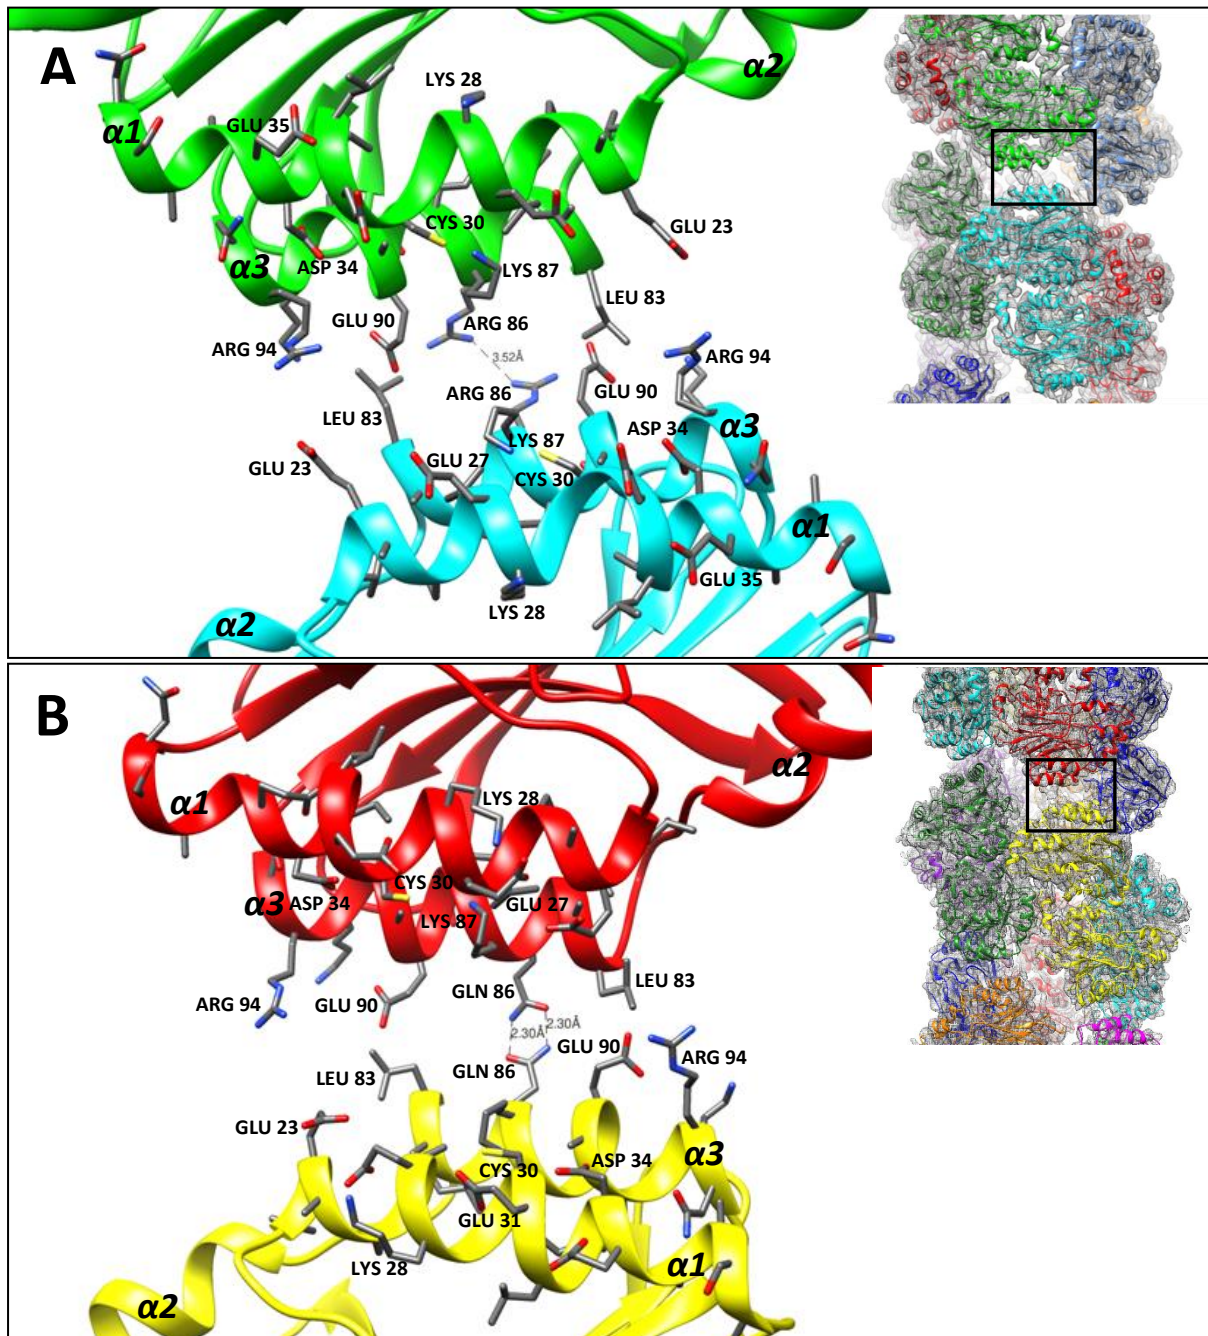 A
α2
LYS 28
α1
GLU 35
CYS 30
GLU 23
α3
ASP 34
LYS 87
LEU 83
GLU 90
ARG 86
ARG 94
3.52Å
ARG 94
ARG 86
GLU 90
LEU 83
ASP 34
α3
LYS 87
GLU 23
GLU 27
CYS 30
α1
GLU 35
LYS 28
α2
B
α2
α1
LYS 28
CYS 30
α3
ASP 34
GLU 27
LYS 87
LEU 83
ARG 94
GLU 90
GLN 86
2.30Å
2.30Å
GLU 90
ARG 94
LEU 83
GLN 86
GLU 23
α3
CYS 30
ASP 34
GLU 31
LYS 28
α1
α2